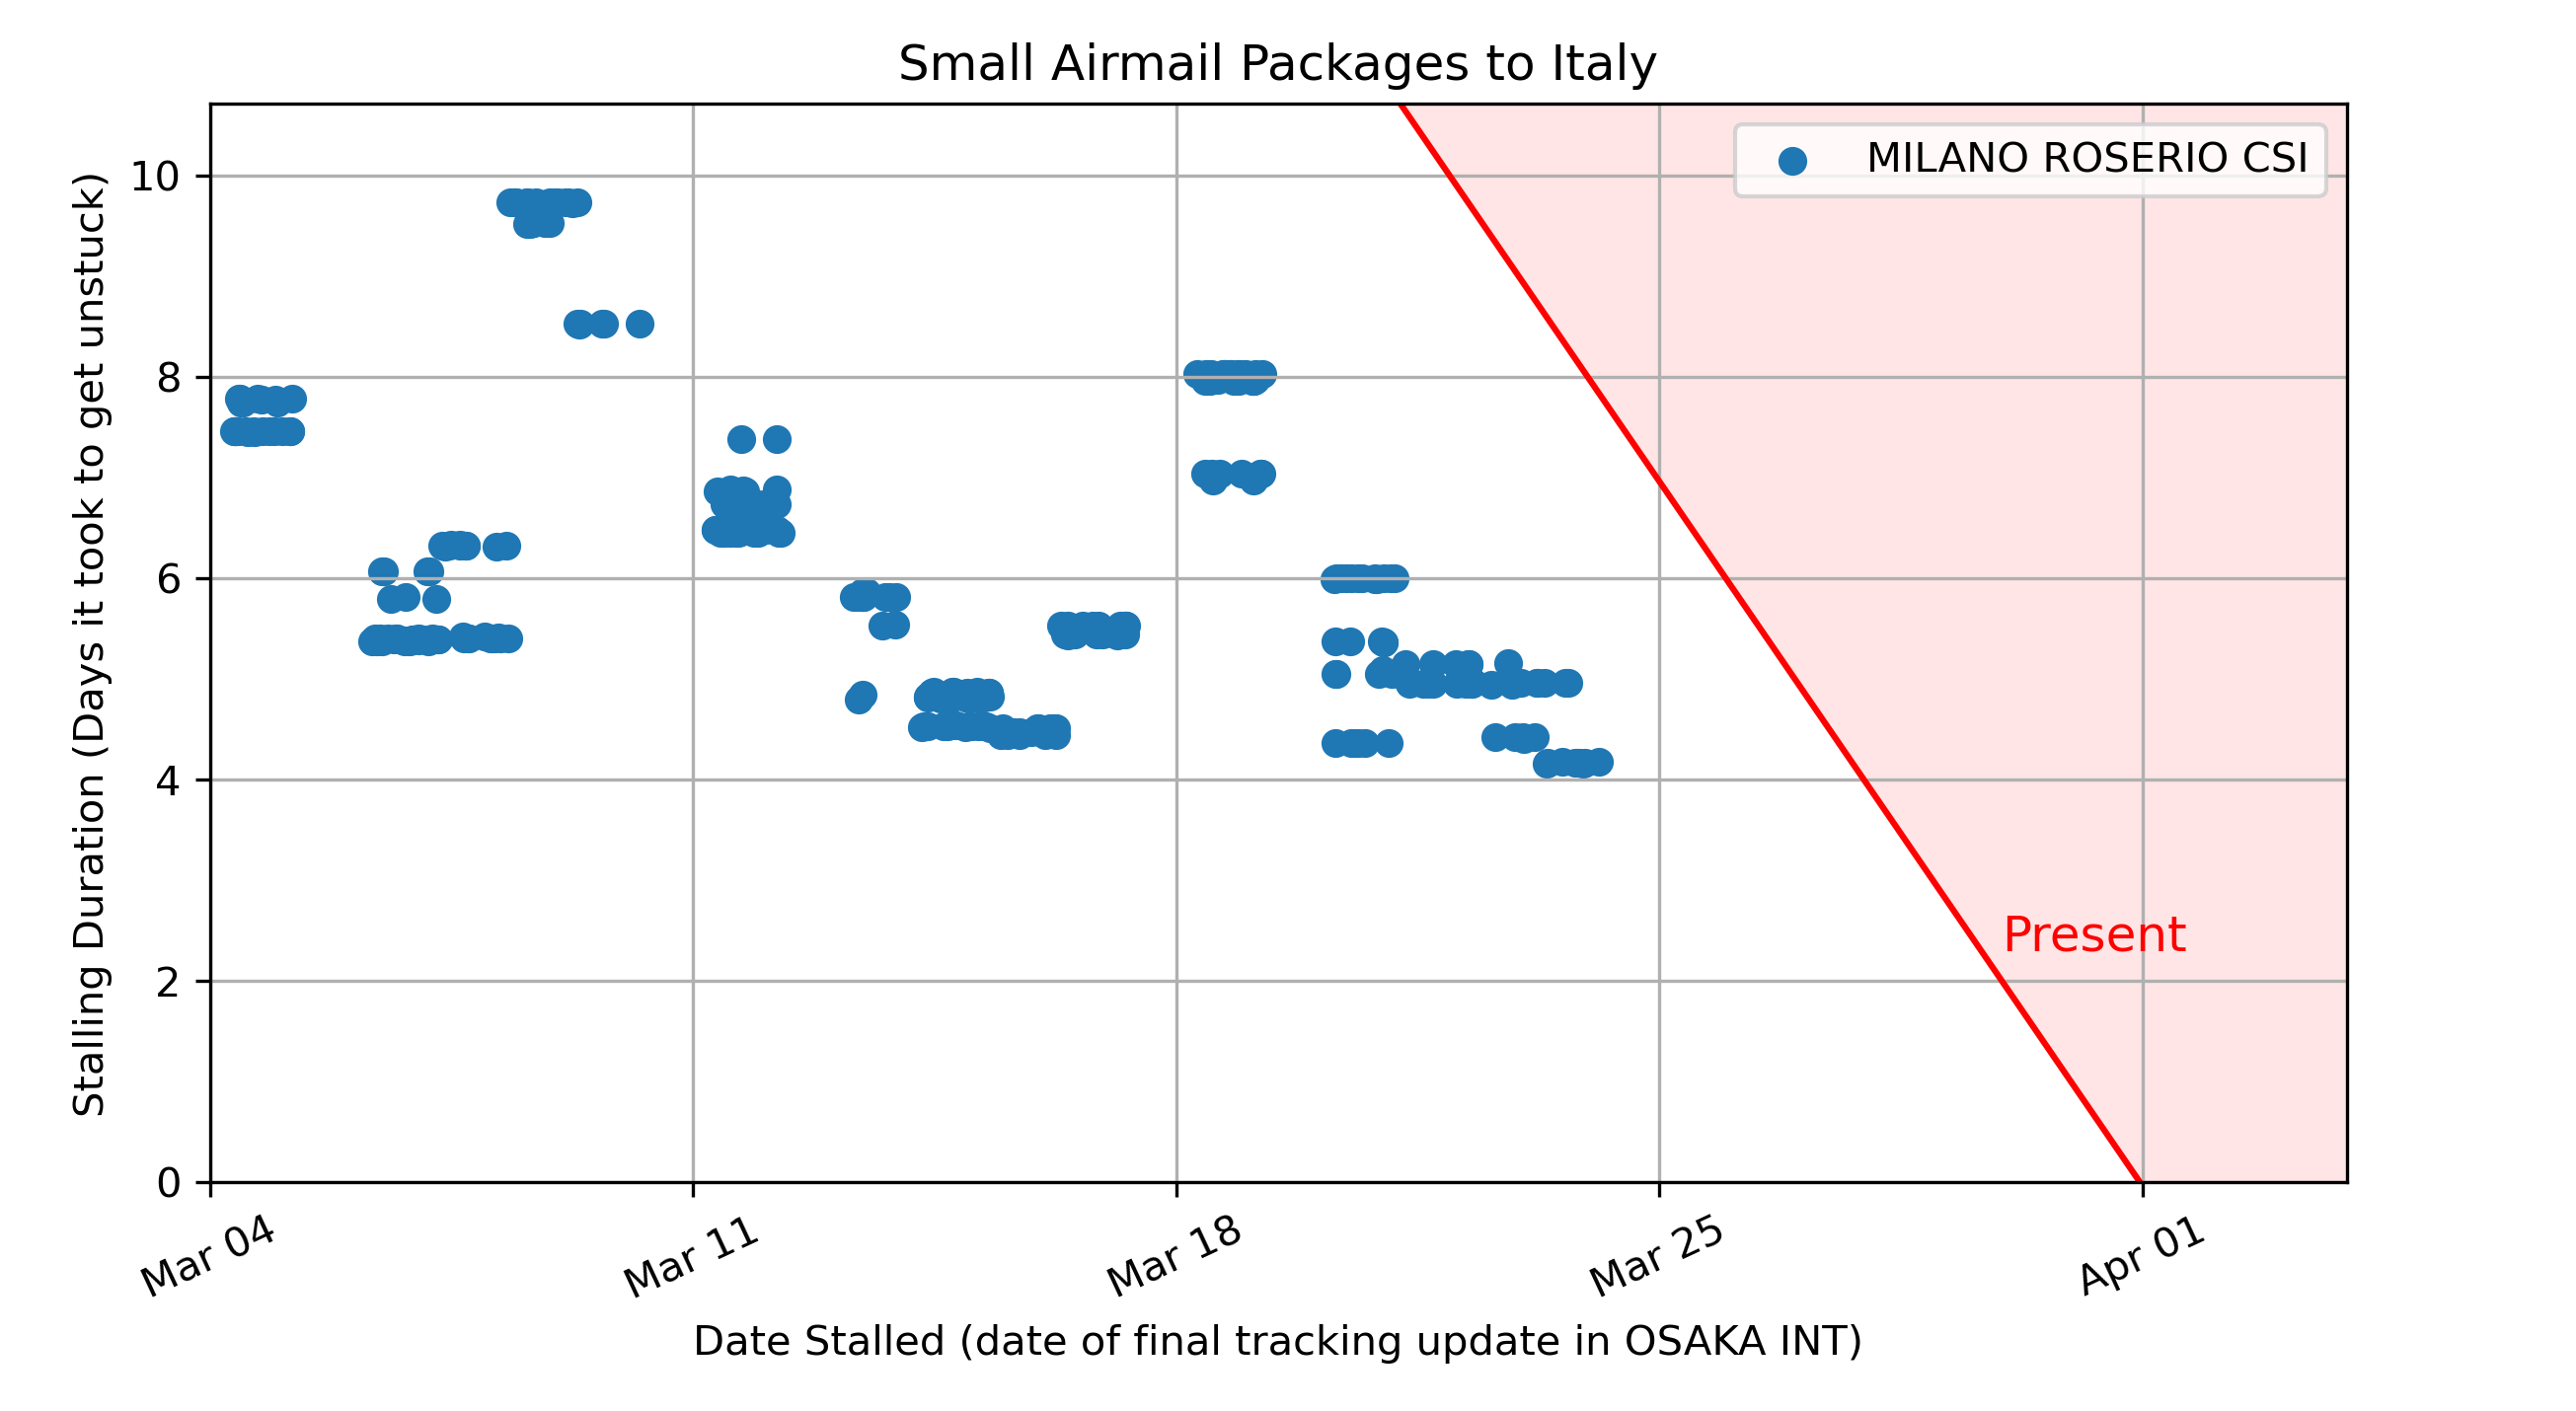 Small Airmail Packages to Italy
MILANO ROSERIO CSI
Stalling Duration (Days it took to get unstuck)
10
8
6
4
2
0
Present
Mar 04 Mar 11 Mar 18 Mar 25 Apr 01
Date Stalled (date of final tracking update in OSAKA INT)